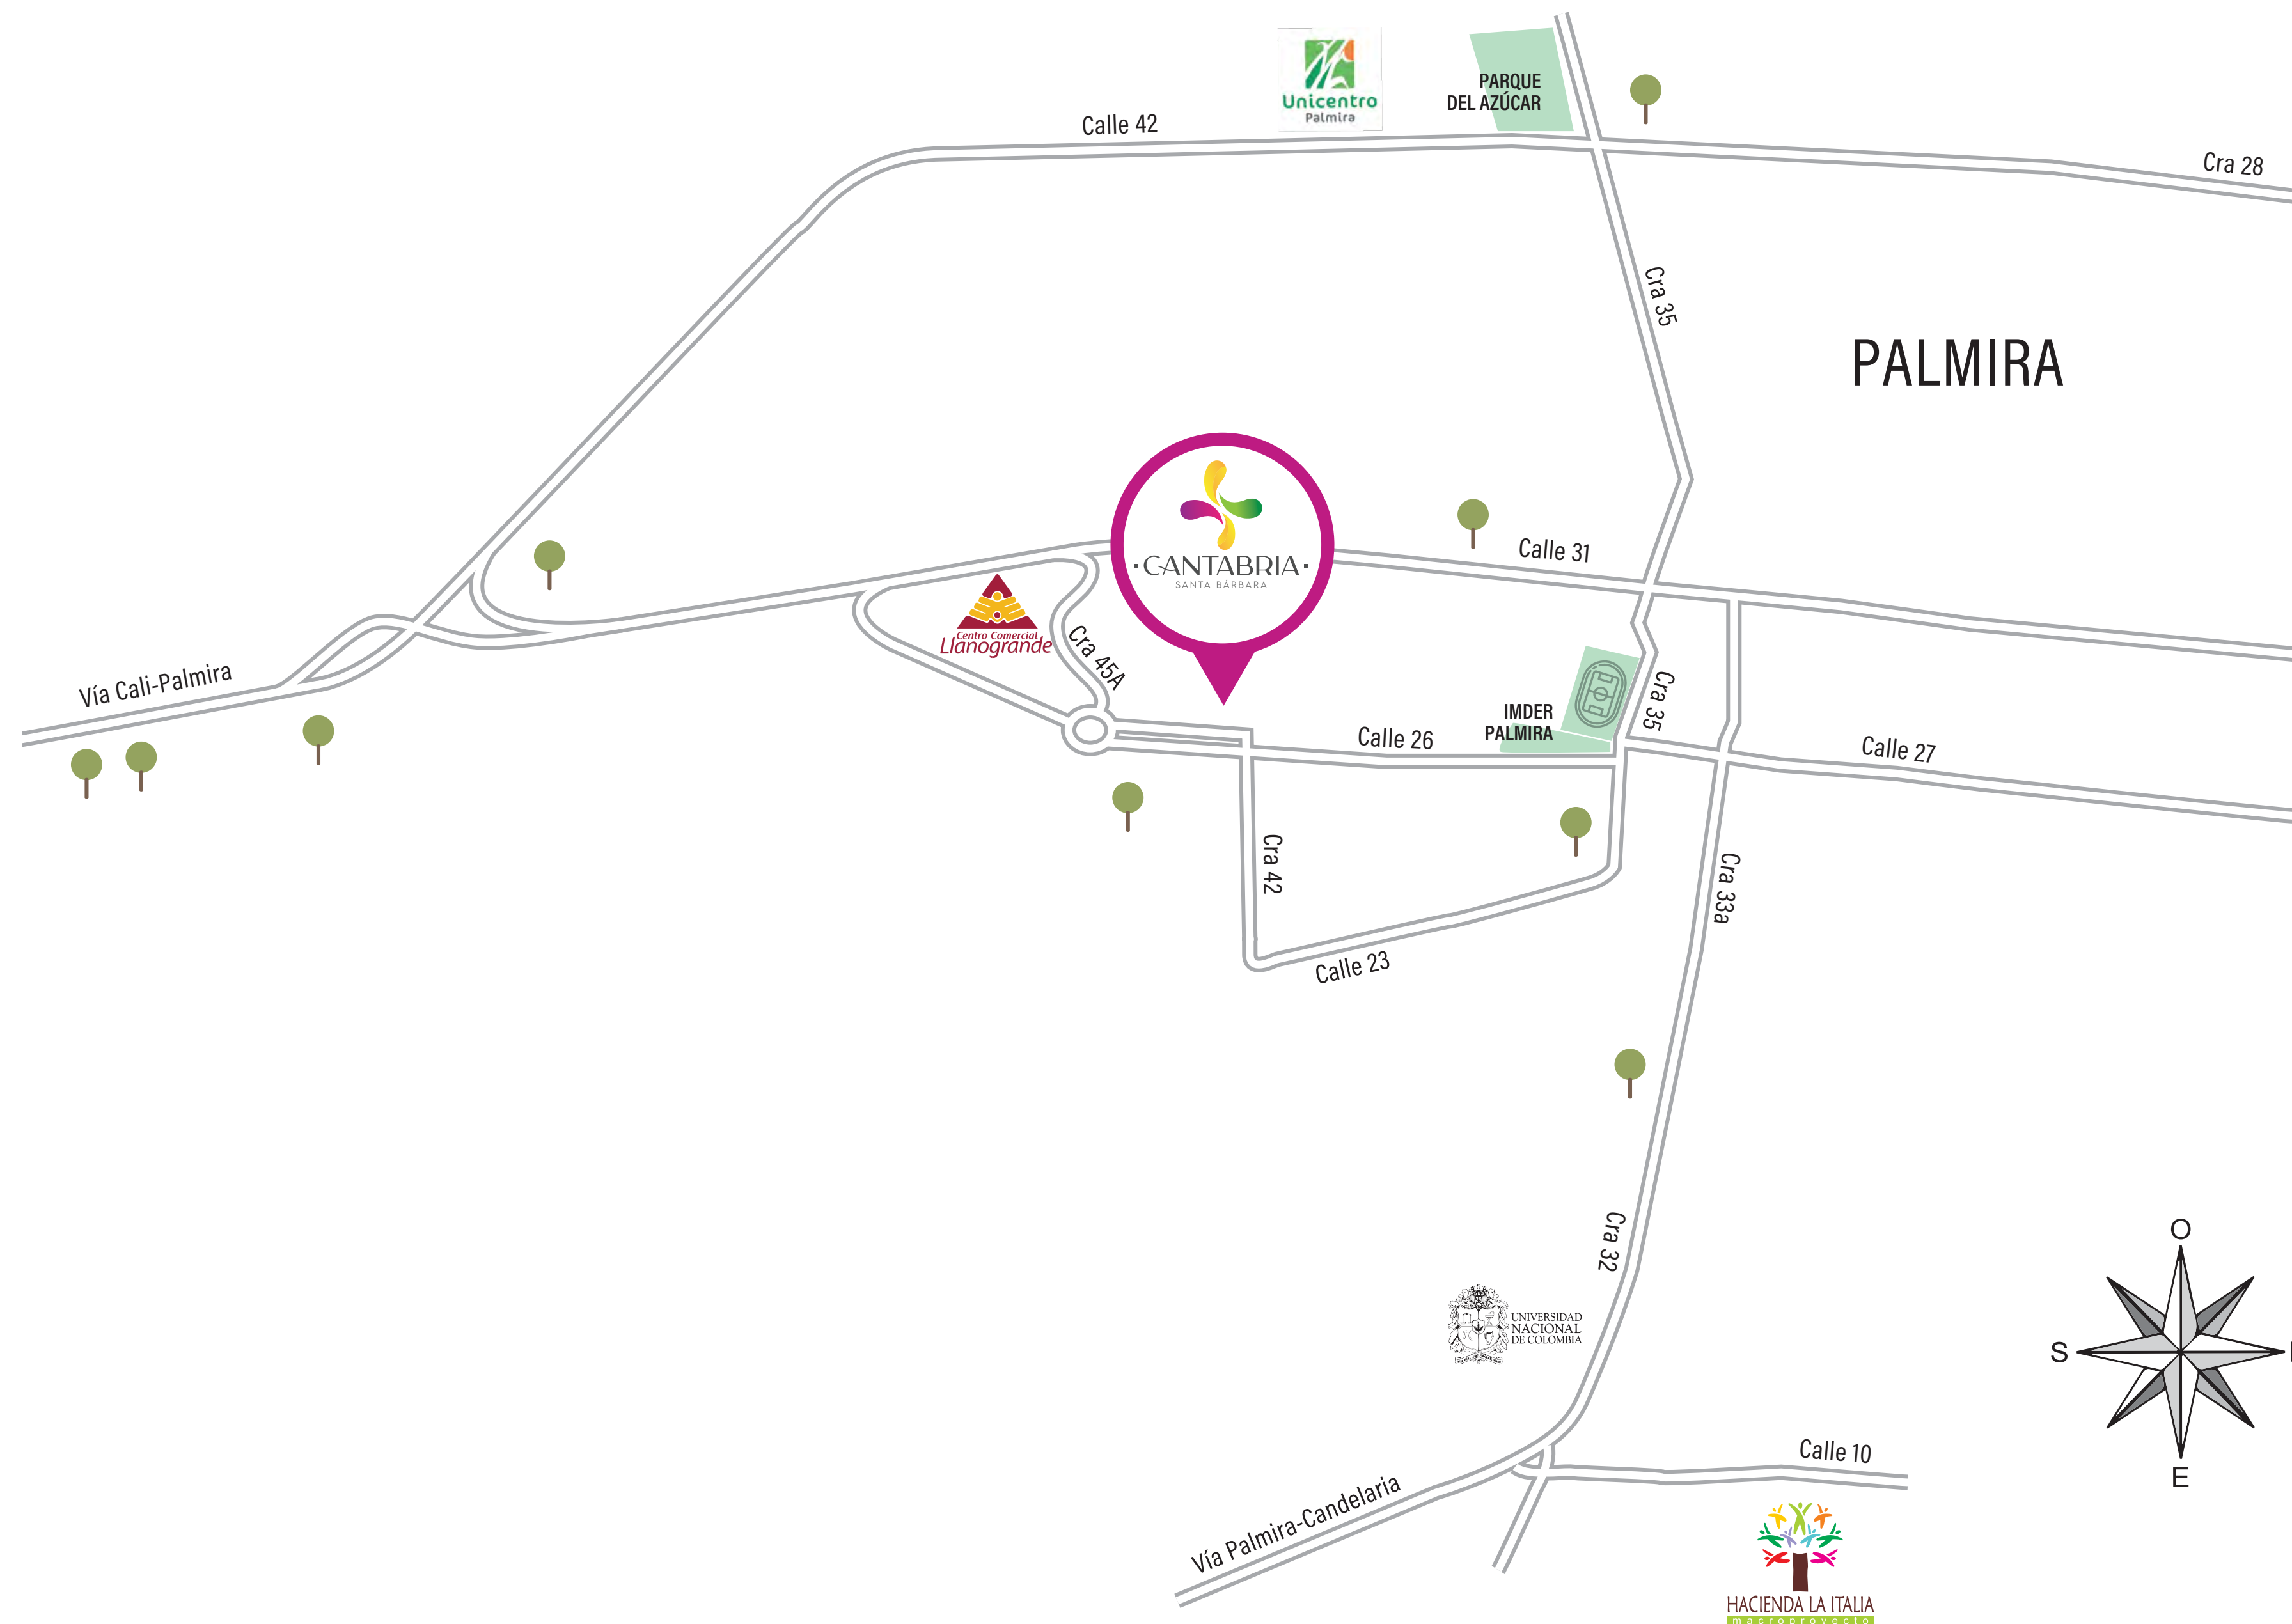 Unicentro
Palmira
PARQUE
DEL AZÚCAR
Calle 42
Cra 28
Cra 35
PALMIRA
CANTABRIA
SANTA BÁRBARA
Calle 31
Centro Comercial
Llanogrande
Cra 45A
Vía Cali-Palmira
IMDER
PALMIRA
Cra 35
Calle 26
Calle 27
Cra 42
Cra 33a
Calle 23
Cra 32
UNIVERSIDAD
NACIONAL
DE COLOMBIA
O
S
E
Calle 10
Vía Palmira-Candelaria
HACIENDA LA ITALIA
macroproyecto